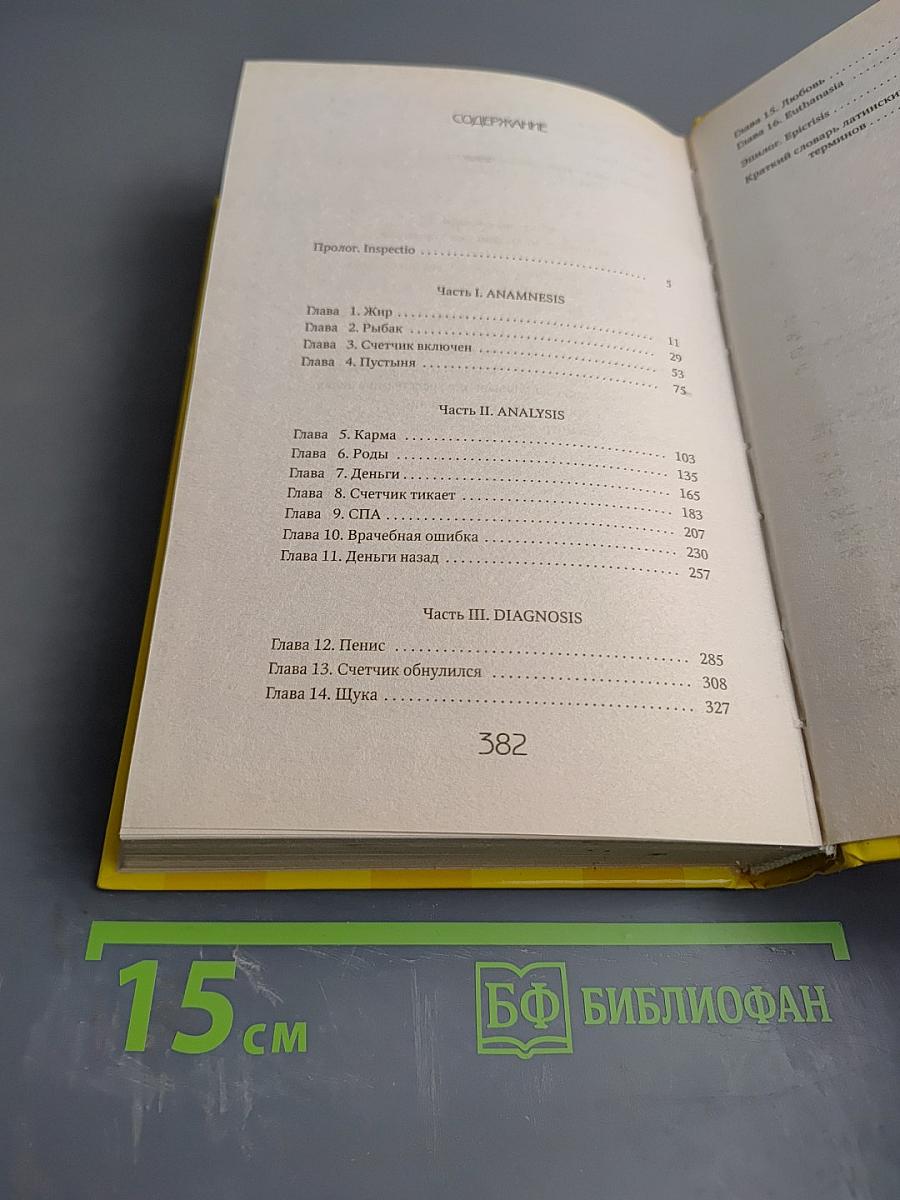 СОДЕРЖАНИЕ
Пролог. Inspectio ........................ 5
Часть I. ANAMNESIS
Глава 1. Жир ........................ 11
Глава 2. Рыбак ........................ 29
Глава 3. Счетчик включен ........................ 53
Глава 4. Пустыня ........................ 75
Часть II. ANALYSIS
Глава 5. Карма ........................ 103
Глава 6. Роды ........................ 135
Глава 7. Деньги ........................ 165
Глава 8. Счетчик тикает ........................ 183
Глава 9. СПА ........................ 207
Глава 10. Врачебная ошибка ........................ 230
Глава 11. Деньги назад ........................ 257
Часть III. DIAGNOSIS
Глава 12. Пенис ........................ 285
Глава 13. Счетчик обнулился ........................ 308
Глава 14. Щука ........................ 327
382
Глава 15. Любовь
Глава 16. Euthanasia
Эпилог. Epicrisis
Краткий словарь латинских
терминов
15 см
БФ БИБЛИОФАН